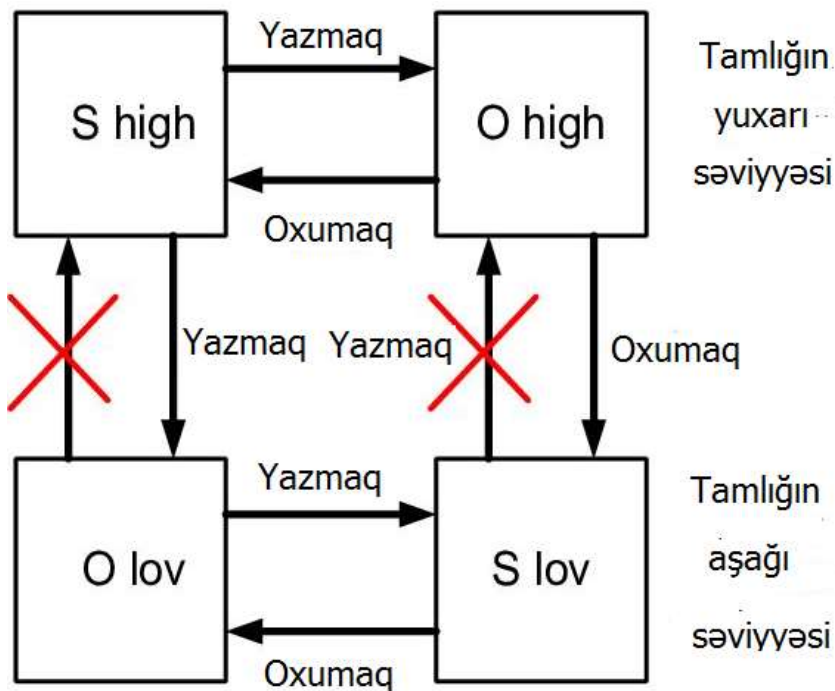 Yazmaq
S high
O high
Oxumaq
Tamlığın
yuxarı
səviyyəsi
Yazmaq
Yazmaq
Oxumaq
Yazmaq
O lov
S lov
Oxumaq
Tamlığın
aşağı
səviyyəsi